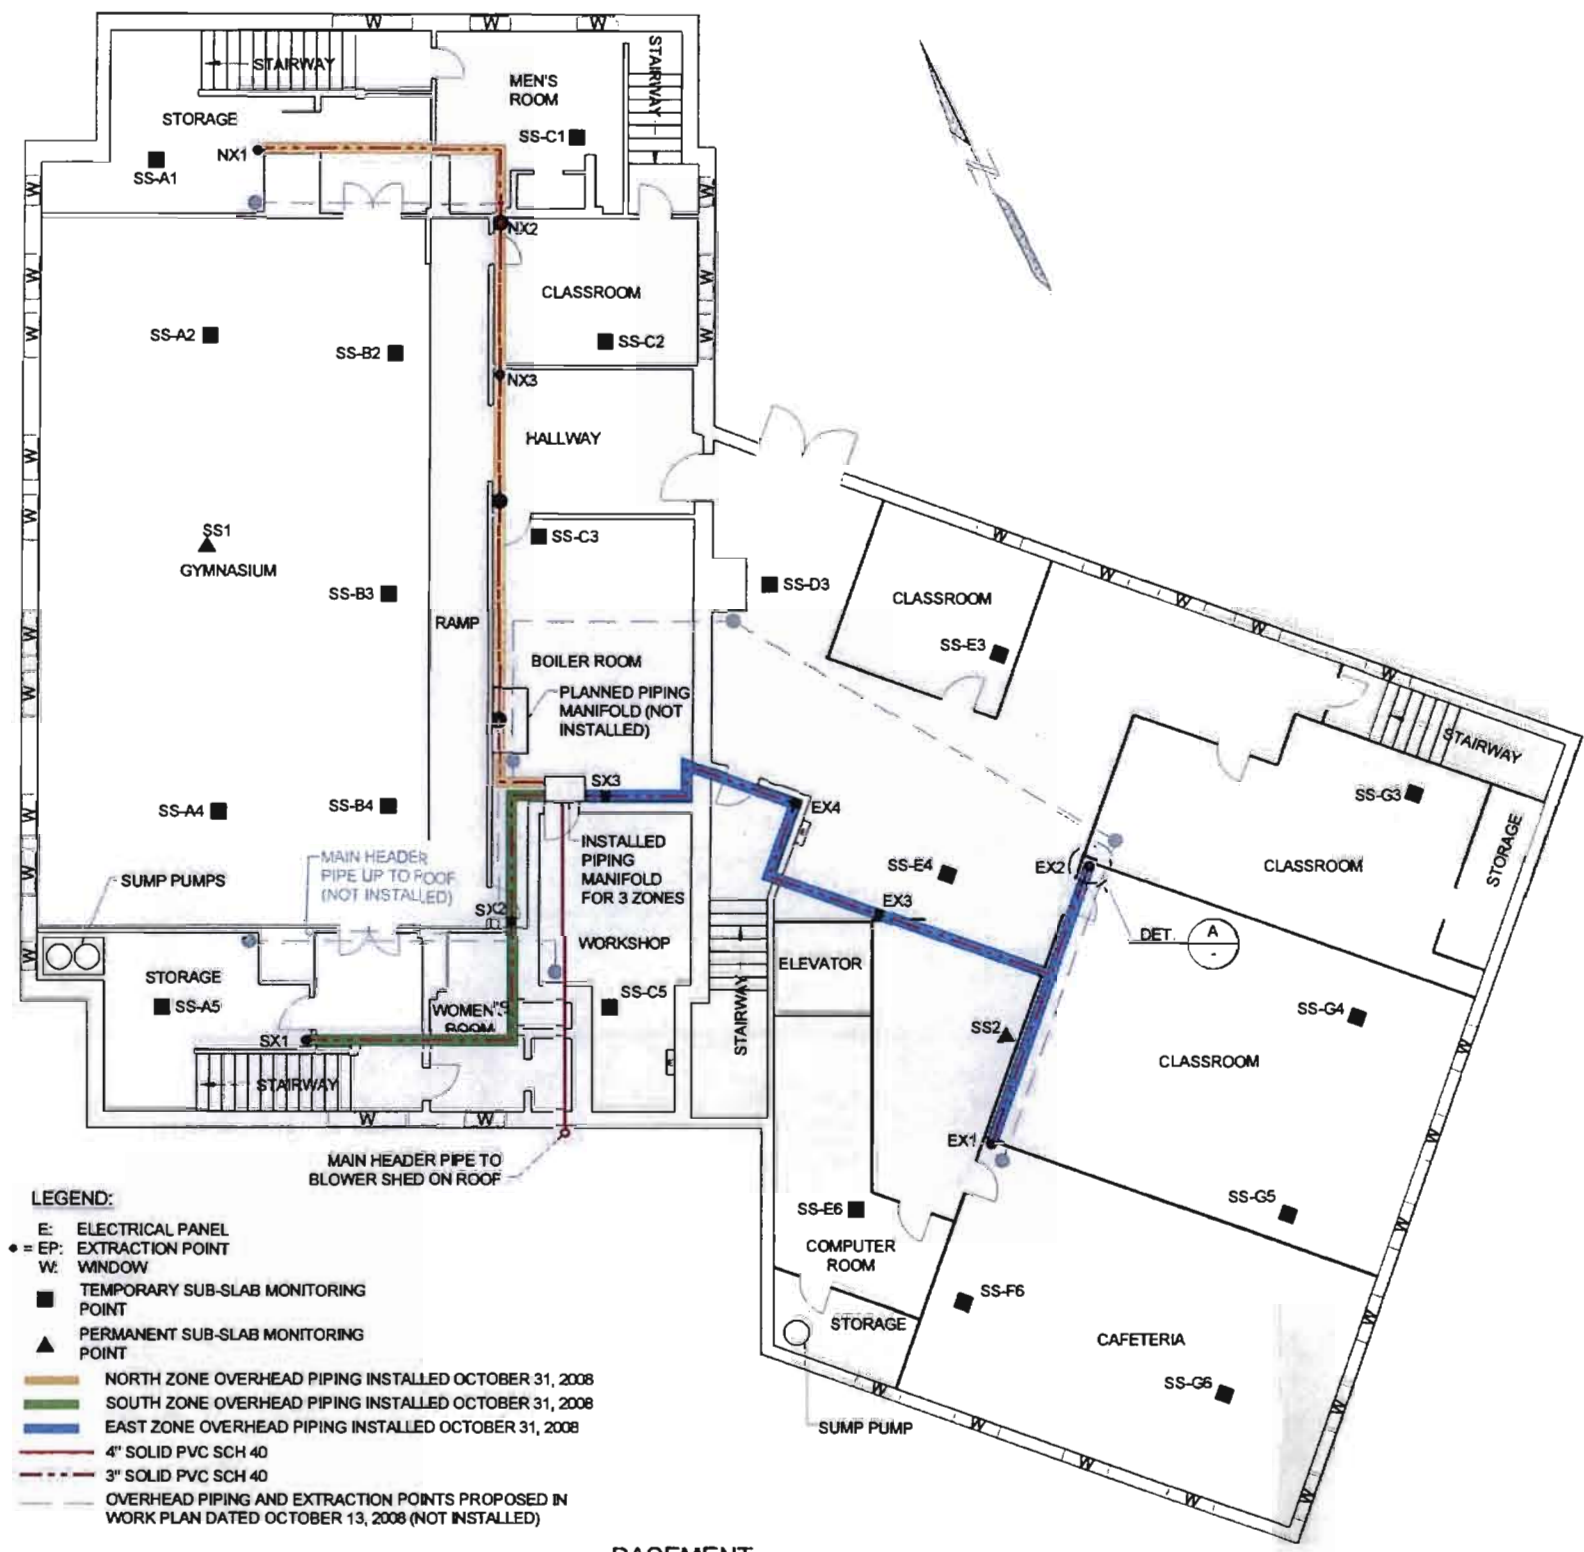 W
W
W
STAIRWAY
STAIRWAY
MEN'S
ROOM
STORAGE
SS-C1
NX1
SS-A1
W
W
NX2
W
W
CLASSROOM
W
W
SS-A2
SS-B2
SS-C2
NX3
W
HALLWAY
W
SS1
SS-C3
W
GYMNASIUM
SS-D3
W
CLASSROOM
SS-B3
W
RAMP
W
W
SS-E3
BOILER ROOM
W
W
PLANNED PIPING
MANIFOLD (NOT
INSTALLED)
STAIRWAY
SX3
SS-A4
SS-B4
EX4
SS-G3
INSTALLED
PIPING
MANIFOLD
FOR 3 ZONES
MAIN HEADER
PIPE UP TO ROOF
(NOT INSTALLED)
SUMP PUMPS
SS-E4
EX2
CLASSROOM
STORAGE
W
SX2
EX3
WORKSHOP
DET.
A
-
W
STORAGE
ELEVATOR
SS-A5
SS-C5
WOMEN'S
ROOM
STAIRWAY
SS2
SS-G4
SX1
W
CLASSROOM
STAIRWAY
W
W
EX1
MAIN HEADER PIPE TO
BLOWER SHED ON ROOF
SS-G5
W
SS-E6
COMPUTER
ROOM
SS-F6
STORAGE
CAFETERIA
W
W
SS-G6
W
W
SUMP PUMP
W
W
W
W
LEGEND:
E: ELECTRICAL PANEL
= EP: EXTRACTION POINT
W: WINDOW
TEMPORARY SUB-SLAB MONITORING
POINT
PERMANENT SUB-SLAB MONITORING
POINT
NORTH ZONE OVERHEAD PIPING INSTALLED OCTOBER 31, 2008
SOUTH ZONE OVERHEAD PIPING INSTALLED OCTOBER 31, 2008
EAST ZONE OVERHEAD PIPING INSTALLED OCTOBER 31, 2008
4" SOLID PVC SCH 40
3" SOLID PVC SCH 40
OVERHEAD PIPING AND EXTRACTION POINTS PROPOSED IN
WORK PLAN DATED OCTOBER 13, 2008 (NOT INSTALLED)
BASEMENT